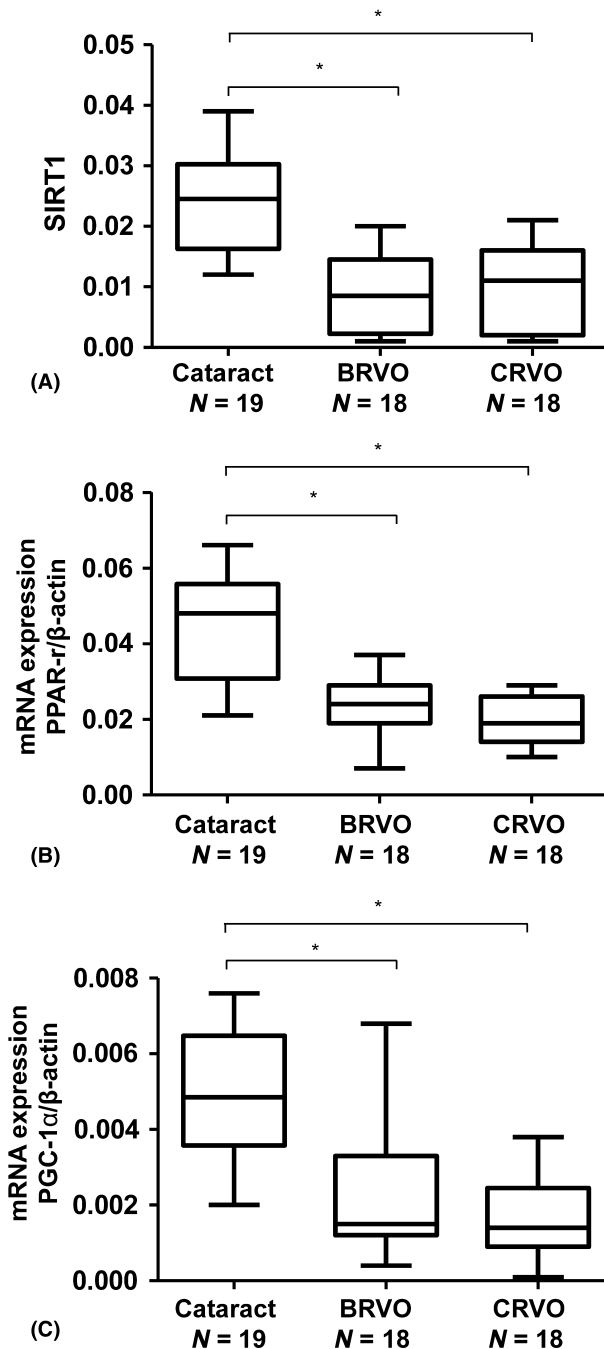 *
*
0.05
0.04
0.03
0.02
0.01
0.00
SIRT1
Cataract BRVO CRVO
N = 19 N = 18 N = 18
(A)
*
*
0.08
0.06
0.04
0.02
0.00
mRNA expression
PPAR-r/β-actin
Cataract BRVO CRVO
N = 19 N = 18 N = 18
(B)
*
*
0.008
0.006
0.004
0.002
0.000
mRNA expression
PGC-1α/β-actin
Cataract BRVO CRVO
N = 19 N = 18 N = 18
(C)